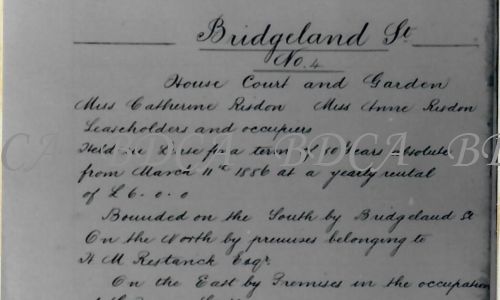 Bridgeland St
No. 4
House Court and Garden
Miss Catherine Risdon Miss Anne Risdon
Leaseholders and occupiers
Held in for a term of years absolute
from March 11th 1886 at a yearly rental
of £6-0-0
Bounded on the South by Bridgeland St
On the North by premises belonging to
H M Restarick Esqr.
On the East by Premises in the occupation